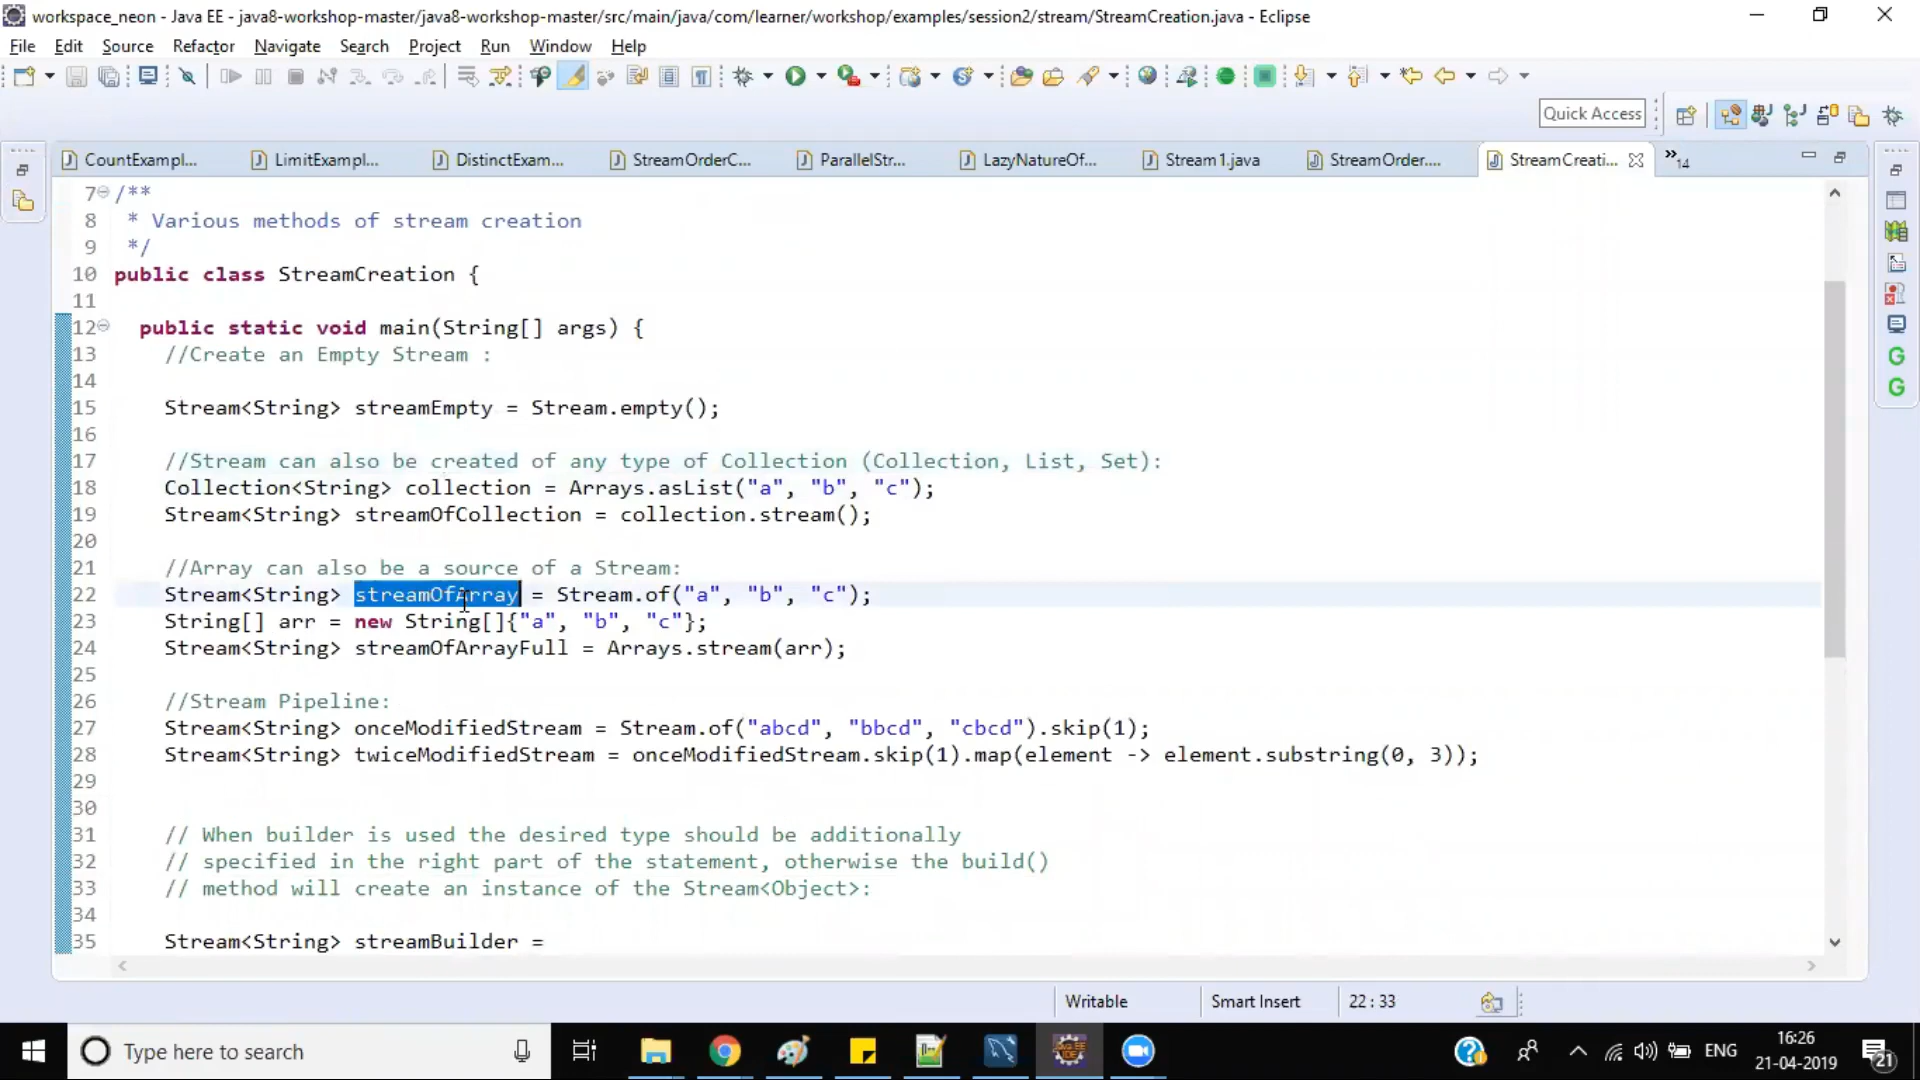 workspace_neon - Java EE - java8-workshop-master/java8-workshop-master/src/main/java/com/learner/workshop/examples/session2/stream/StreamCreation.java - Eclipse
File Edit Source Refactor Navigate Search Project Run Window Help
Quick Access
CountExampl... LimitExampl... DistinctExam... StreamOrderC... ParallelStr... LazyNatureOf... Stream1.java StreamOrder.... StreamCreati... »14
7 /**
8 * Various methods of stream creation
9 */
10 public class StreamCreation {
11
12 public static void main(String[] args) {
13 //Create an Empty Stream :
14
15 Stream<String> streamEmpty = Stream.empty();
16
17 //Stream can also be created of any type of Collection (Collection, List, Set):
18 Collection<String> collection = Arrays.asList("a", "b", "c");
19 Stream<String> streamOfCollection = collection.stream();
20
21 //Array can also be a source of a Stream:
22 Stream<String> streamOfArray = Stream.of("a", "b", "c");
23 String[] arr = new String[]{"a", "b", "c"};
24 Stream<String> streamOfArrayFull = Arrays.stream(arr);
25
26 //Stream Pipeline:
27 Stream<String> onceModifiedStream = Stream.of("abcd", "bbcd", "cbcd").skip(1);
28 Stream<String> twiceModifiedStream = onceModifiedStream.skip(1).map(element -> element.substring(0, 3));
29
30
31 // When builder is used the desired type should be additionally
32 // specified in the right part of the statement, otherwise the build()
33 // method will create an instance of the Stream<Object>:
34
35 Stream<String> streamBuilder =
Writable Smart Insert 22 : 33
Type here to search
ENG
16:26
21-04-2019
21